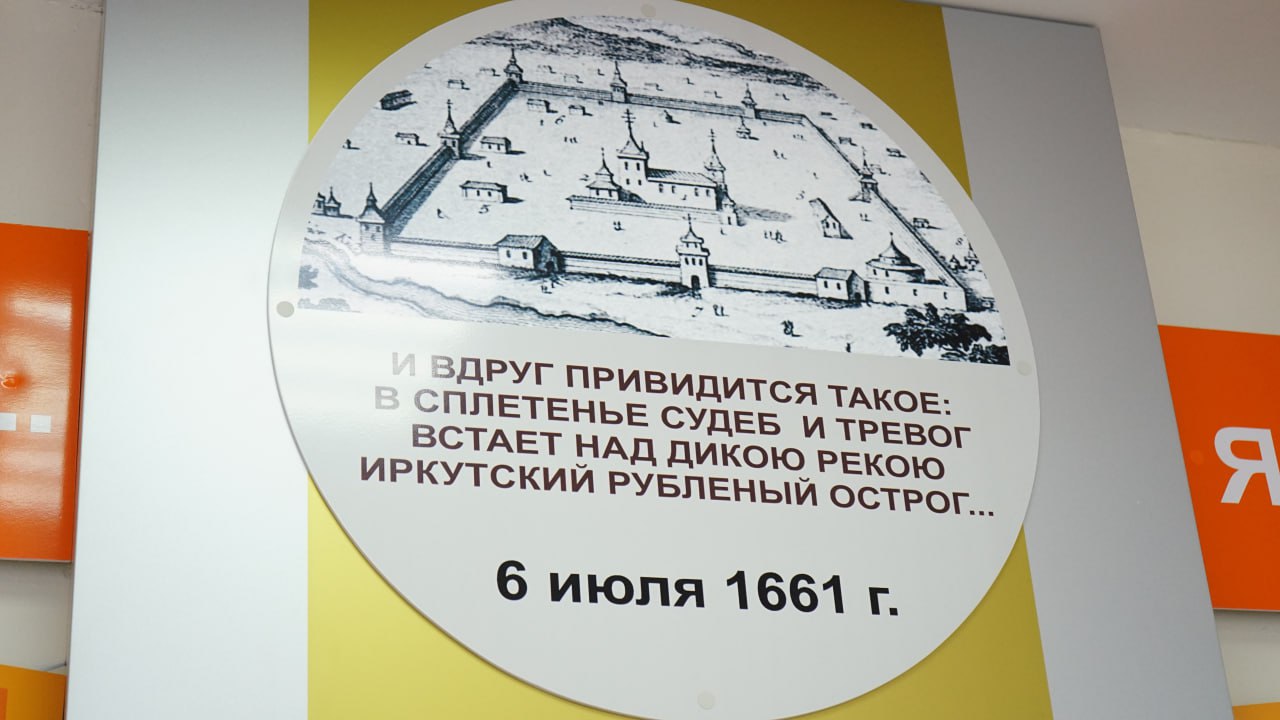 И ВДРУГ ПРИВИДИТСЯ ТАКОЕ:
В СПЛЕТЕНЬЕ СУДЕБ И ТРЕВОГ
ВСТАЕТ НАД ДИКОЮ РЕКОЮ
ИРКУТСКИЙ РУБЛЕНЫЙ ОСТРОГ...
6 июля 1661 г.
...
Я